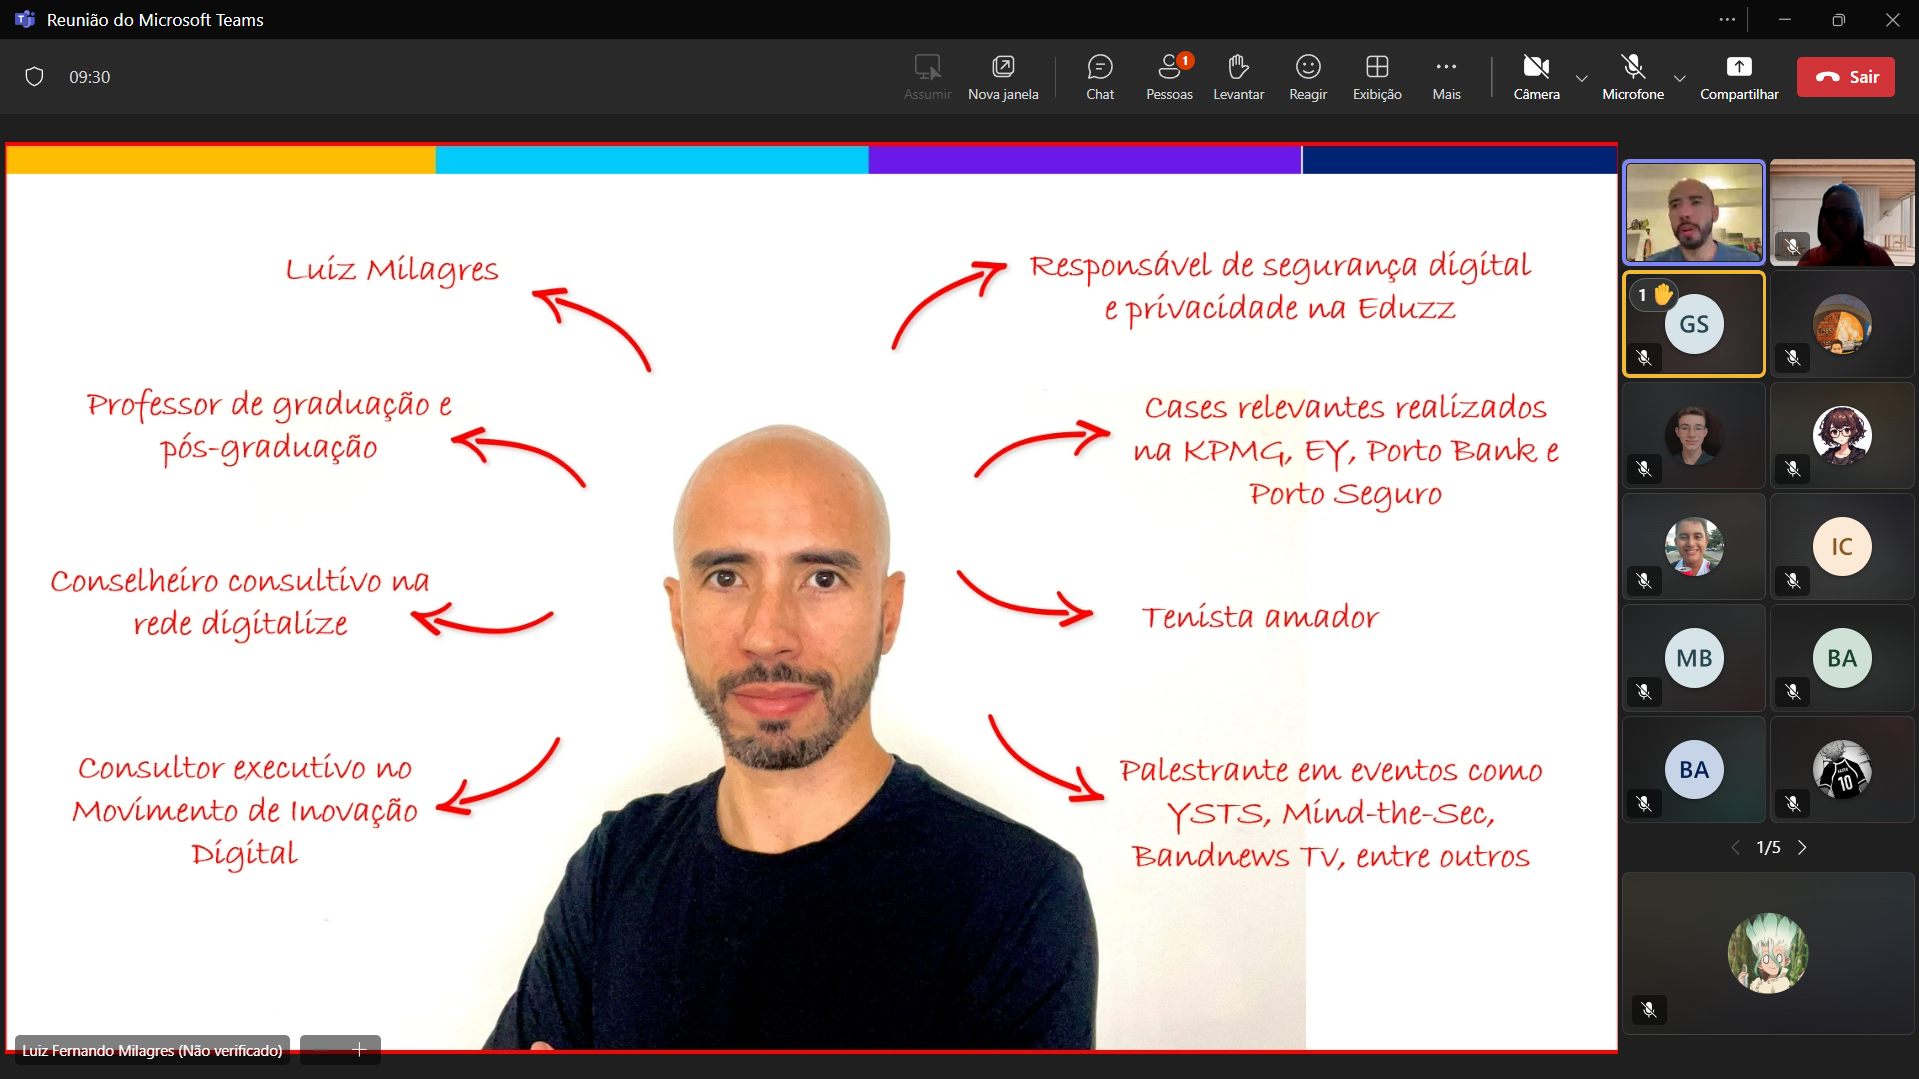 Reunião do Microsoft Teams
09:30
Assumir
Nova janela
Chat
1
Pessoas
Levantar
Reagir
Exibição
Mais
Câmera
Microfone
Compartilhar
Sair
Luiz Milagres
Professor de graduação e
pós-graduação
Conselheiro consultivo na
rede digitalize
Consultor executivo no
Movimento de Inovação
Digital
Responsável de segurança digital
e privacidade na Eduzz
Cases relevantes realizados
na KPMG, EY, Porto Bank e
Porto Seguro
Tenista amador
Palestrante em eventos como
YSTS, Mind-the-Sec,
Bandnews TV, entre outros
1
GS
IC
MB
BA
BA
10
1/5
Luiz Fernando Milagres (Não verificado)